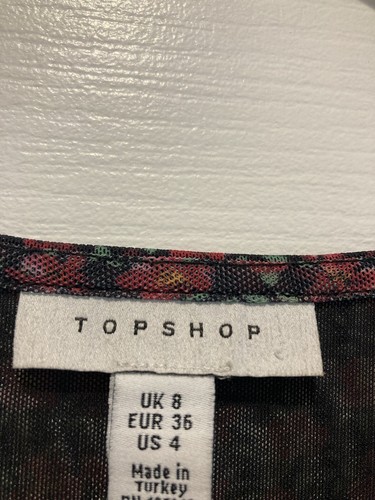 TOPSHOP
UK 8
EUR 36
US 4
Made in
Turkey